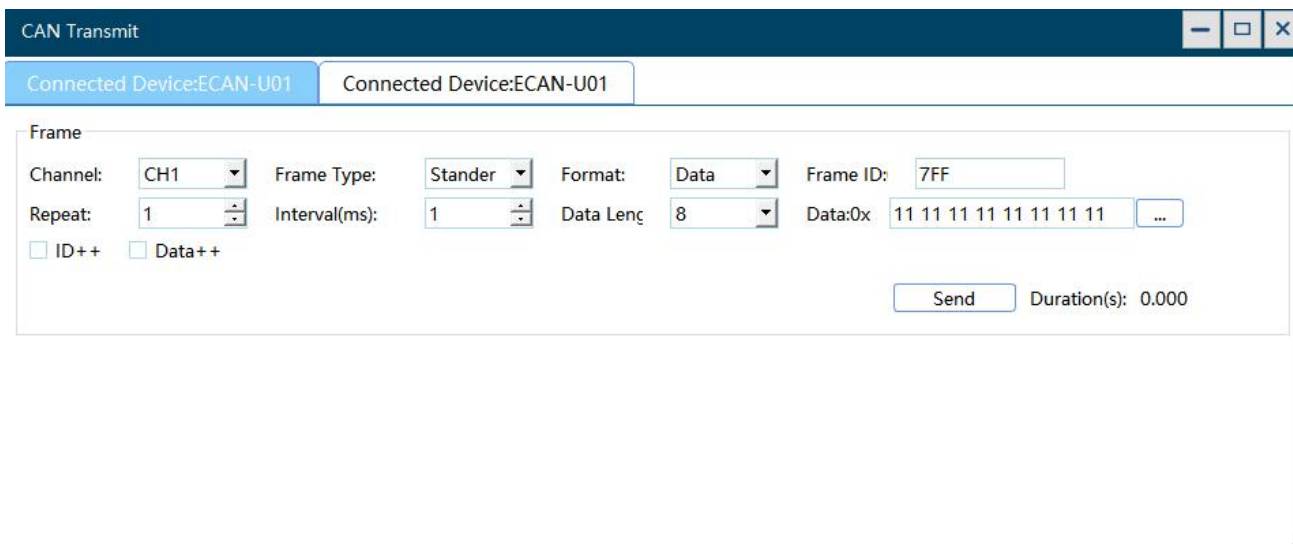 CAN Transmit
Connected Device:ECAN-U01 Connected Device:ECAN-U01
Frame
Channel: CH1 Frame Type: Stander Format: Data Frame ID: 7FF
Repeat: 1 Interval(ms): 1 Data Leng 8 Data:0x 11 11 11 11 11 11 11 11 ...
ID++ Data++
Send Duration(s): 0.000